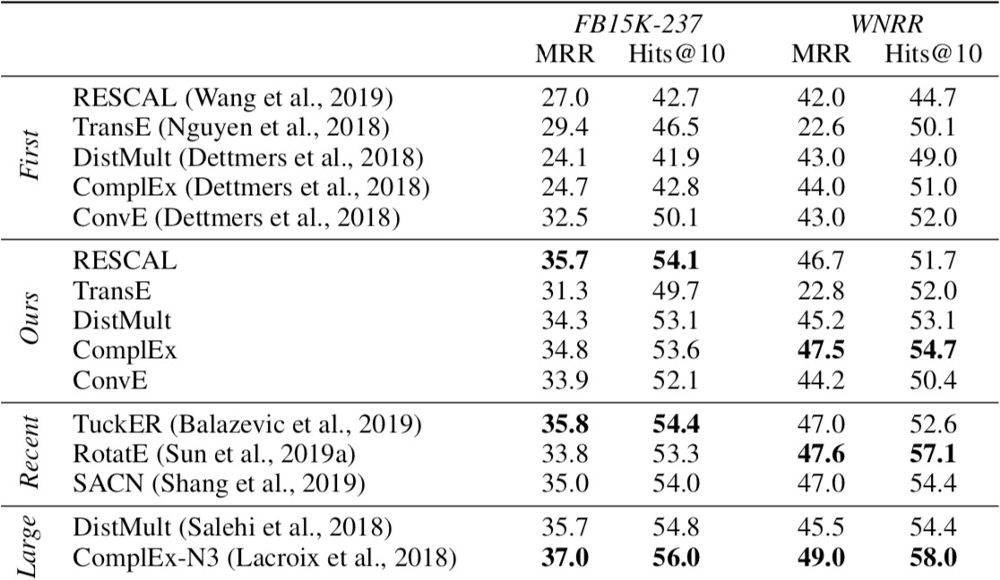 FB15K-237 WNRR
MRR Hits@10 MRR Hits@10
First
RESCAL (Wang et al., 2019) 27.0 42.7 42.0 44.7
TransE (Nguyen et al., 2018) 29.4 46.5 22.6 50.1
DistMult (Dettmers et al., 2018) 24.1 41.9 43.0 49.0
ComplEx (Dettmers et al., 2018) 24.7 42.8 44.0 51.0
ConvE (Dettmers et al., 2018) 32.5 50.1 43.0 52.0
Ours
RESCAL 35.7 54.1 46.7 51.7
TransE 31.3 49.7 22.8 52.0
DistMult 34.3 53.1 45.2 53.1
ComplEx 34.8 53.6 47.5 54.7
ConvE 33.9 52.1 44.2 50.4
Recent
TuckER (Balazevic et al., 2019) 35.8 54.4 47.0 52.6
RotatE (Sun et al., 2019a) 33.8 53.3 47.6 57.1
SACN (Shang et al., 2019) 35.0 54.0 47.0 54.4
Large
DistMult (Salehi et al., 2018) 35.7 54.8 45.5 54.4
ComplEx-N3 (Lacroix et al., 2018) 37.0 56.0 49.0 58.0